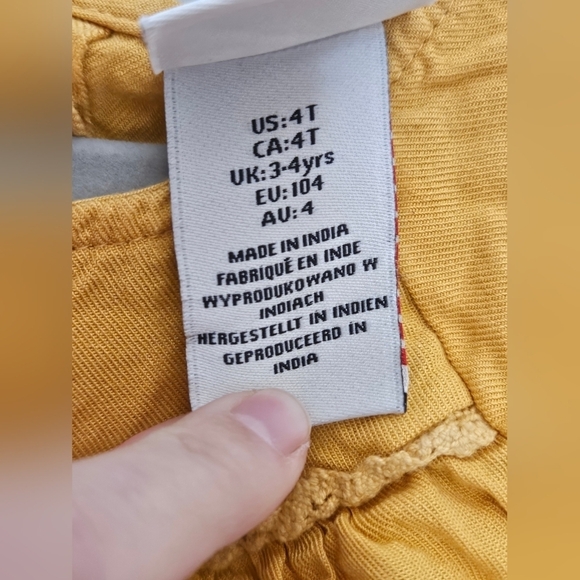 US:4T
CA:4T
UK:3-4yrs
EU:104
AU:4
MADE IN INDIA
FABRIQUÉ EN INDE
WYPRODUKOWANO W
INDIACH
HERGESTELLT IN INDIEN
GEPRODUCEERD IN
INDIA